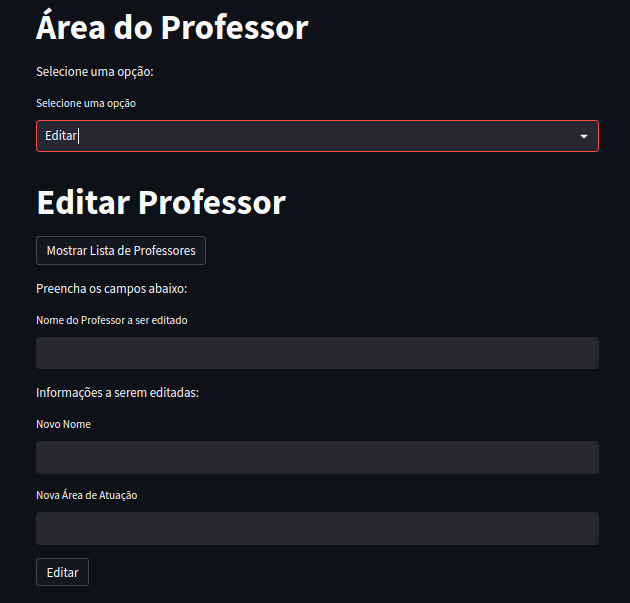 Área do Professor
Selecione uma opção:
Selecione uma opção
Editar
Editar Professor
Mostrar Lista de Professores
Preencha os campos abaixo:
Nome do Professor a ser editado
Informações a serem editadas:
Novo Nome
Nova Área de Atuação
Editar